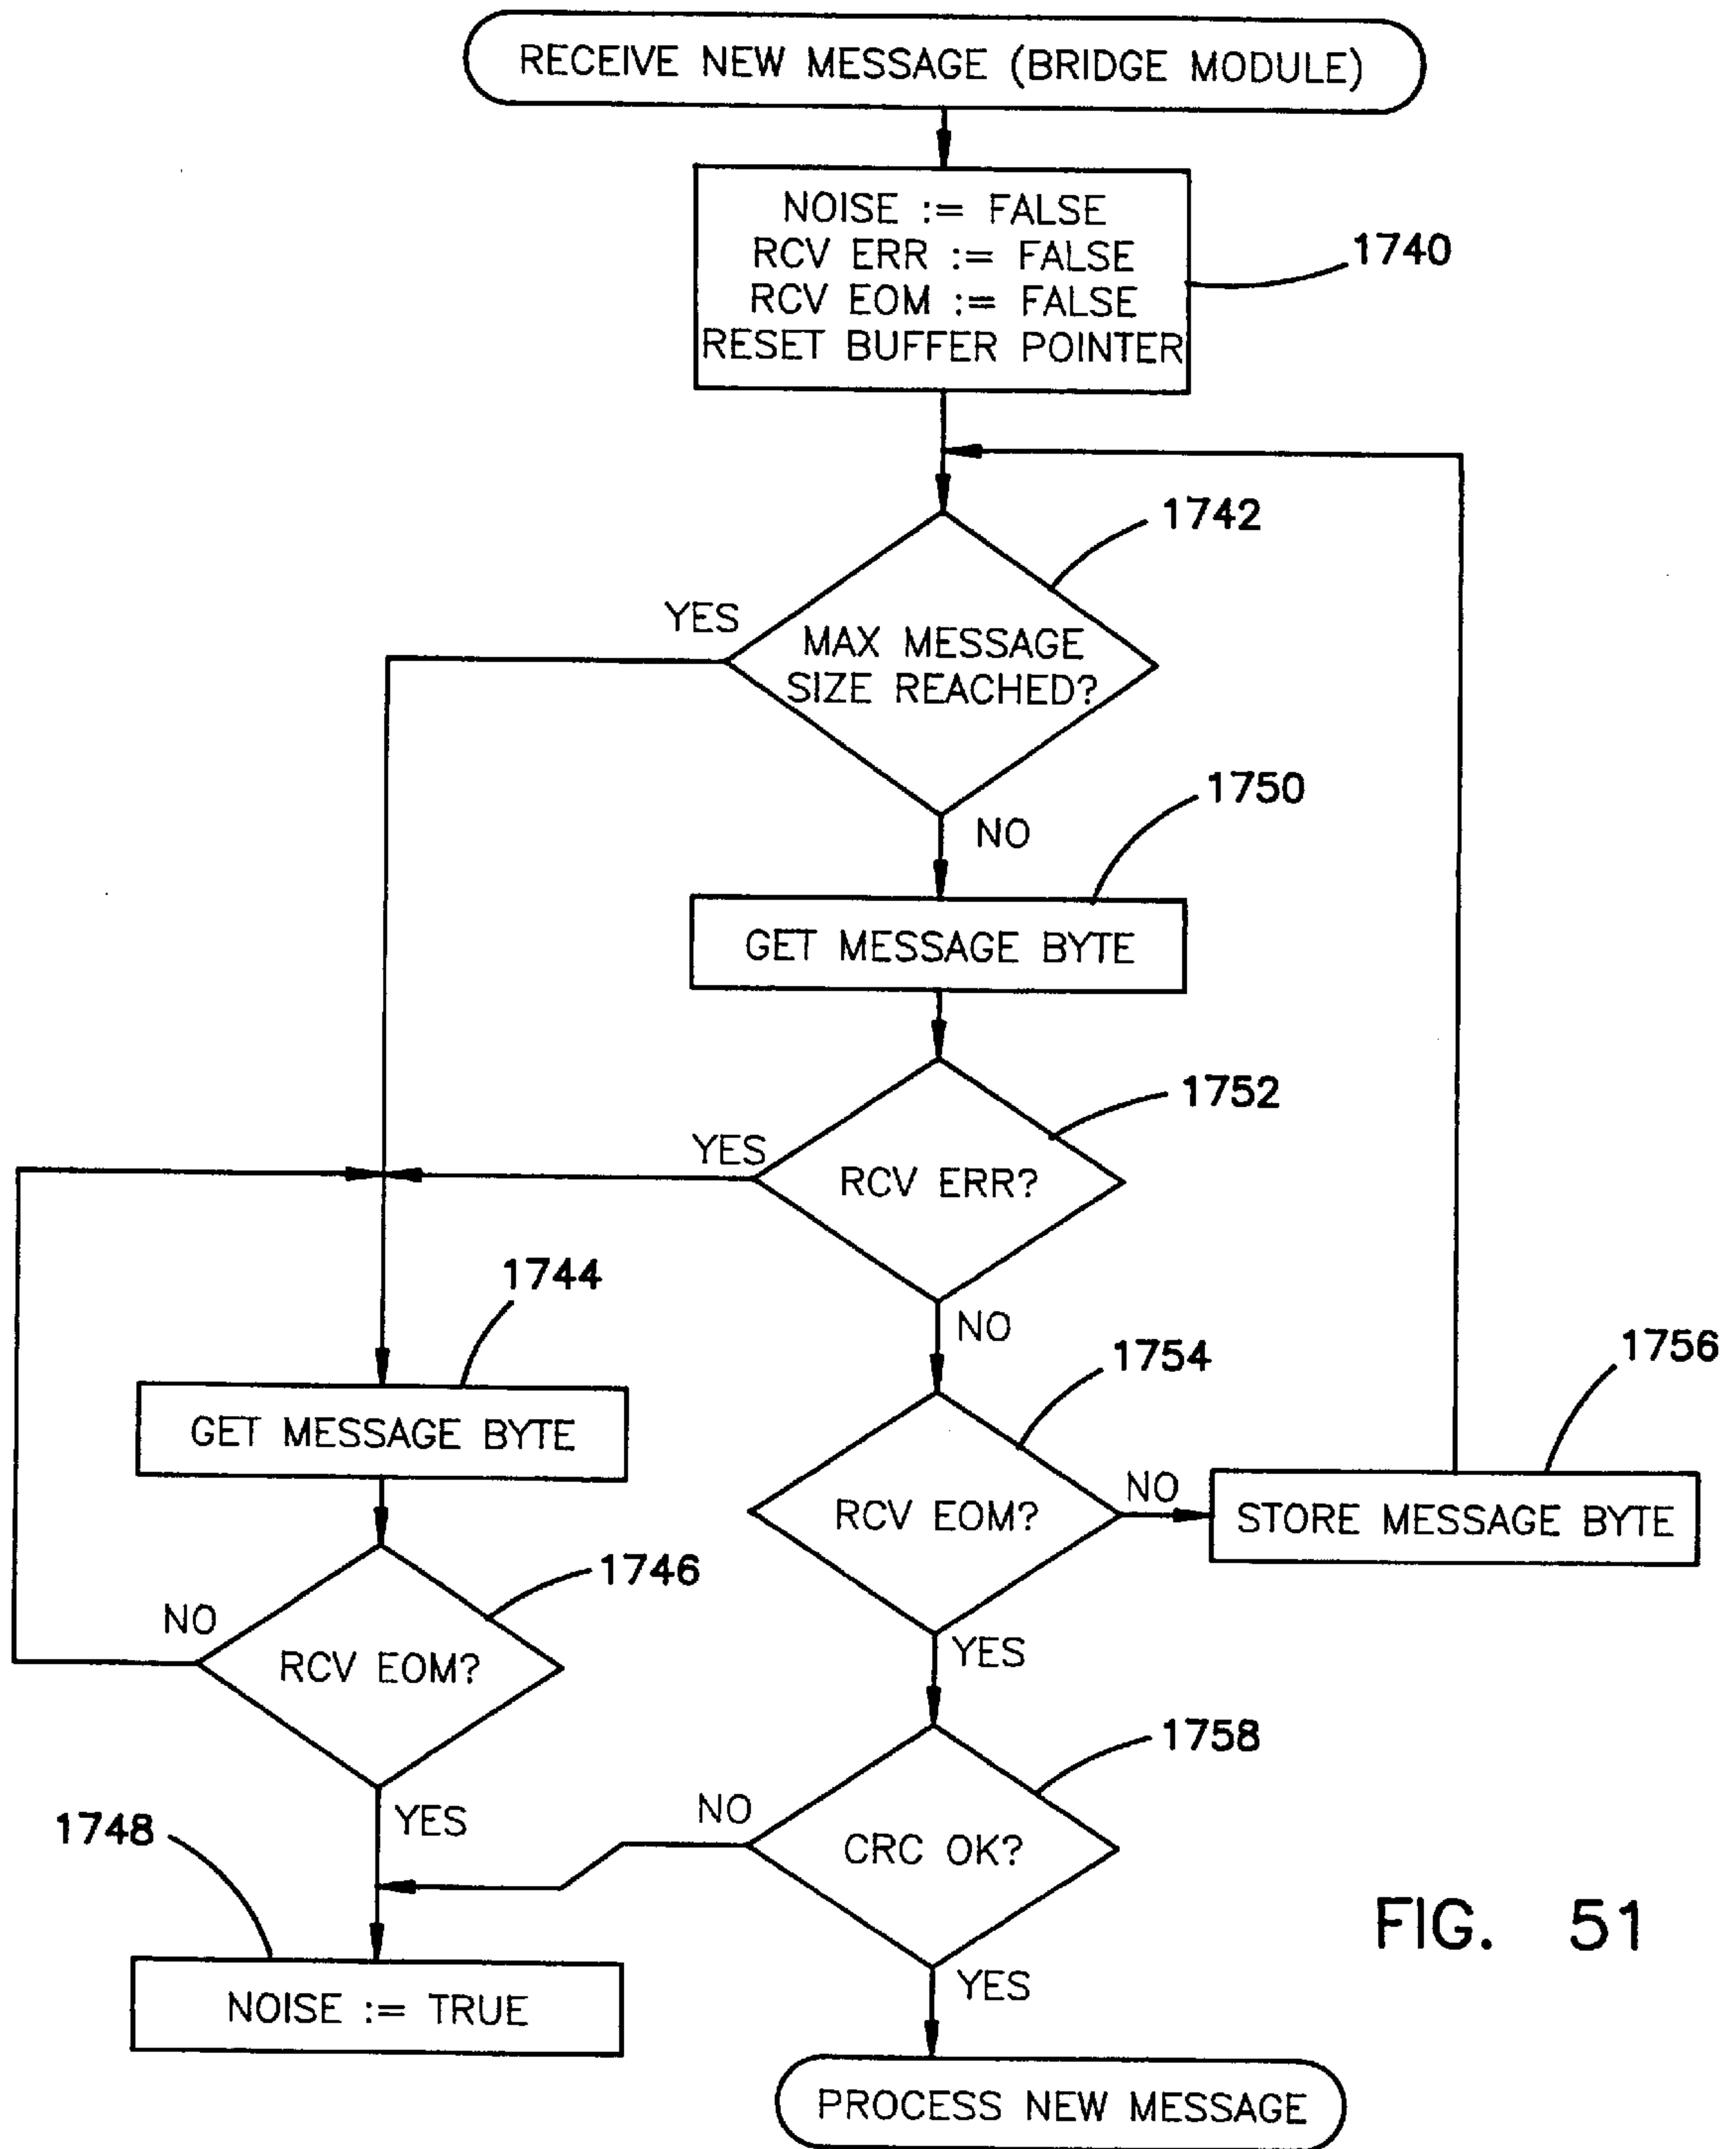 RECEIVE NEW MESSAGE (BRIDGE MODULE)
NOISE := FALSE
RCV ERR := FALSE
RCV EOM := FALSE
RESET BUFFER POINTER
1740
1742
YES
MAX MESSAGE
SIZE REACHED?
NO
1750
GET MESSAGE BYTE
1752
YES
RCV ERR?
NO
1744
GET MESSAGE BYTE
1754
1756
RCV EOM?
NO
STORE MESSAGE BYTE
YES
1746
NO
RCV EOM?
YES
1748
1758
NO
CRC OK?
YES
NOISE := TRUE
PROCESS NEW MESSAGE
FIG. 51